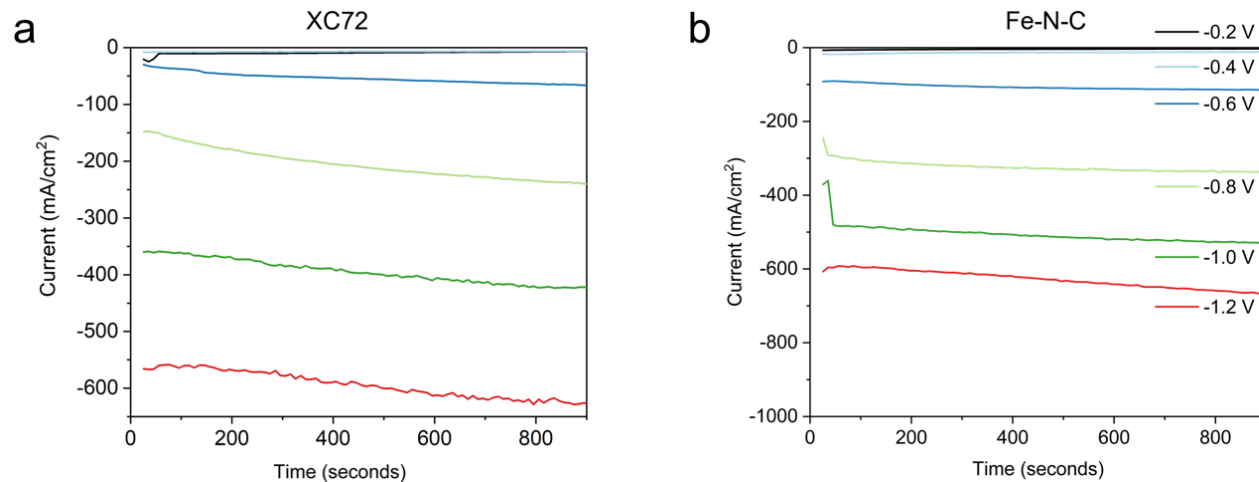 a
XC72
0
-100
-200
-300
-400
-500
-600
Current (mA/cm²)
0
200
400
600
800
Time (seconds)
b
Fe-N-C
0
-200
-400
-600
-800
-1000
Current (mA/cm²)
0
200
400
600
800
Time (seconds)
-0.2 V
-0.4 V
-0.6 V
-0.8 V
-1.0 V
-1.2 V